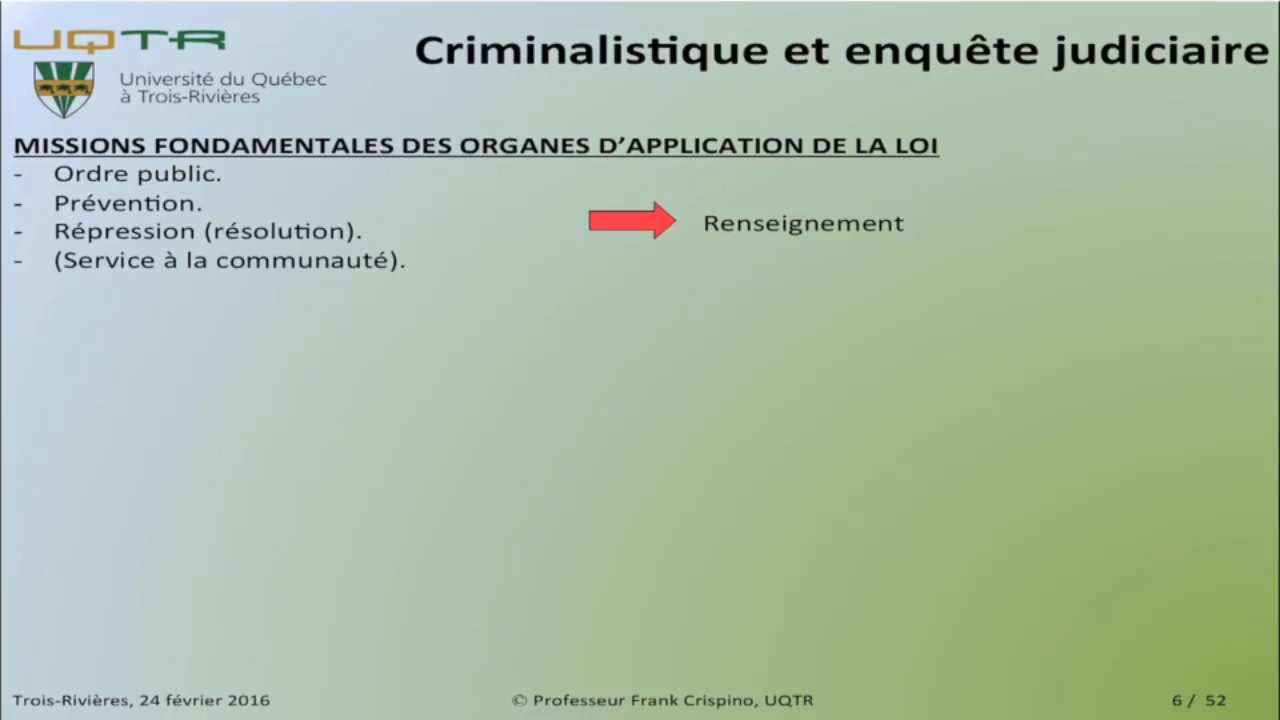 UQTR
Université du Québec
à Trois-Rivières
Criminalistique et enquête judiciaire
MISSIONS FONDAMENTALES DES ORGANES D’APPLICATION DE LA LOI
- Ordre public.
- Prévention.
- Répression (résolution).
- (Service à la communauté).
Renseignement
Trois-Rivières, 24 février 2016
© Professeur Frank Crispino, UQTR
6 / 52